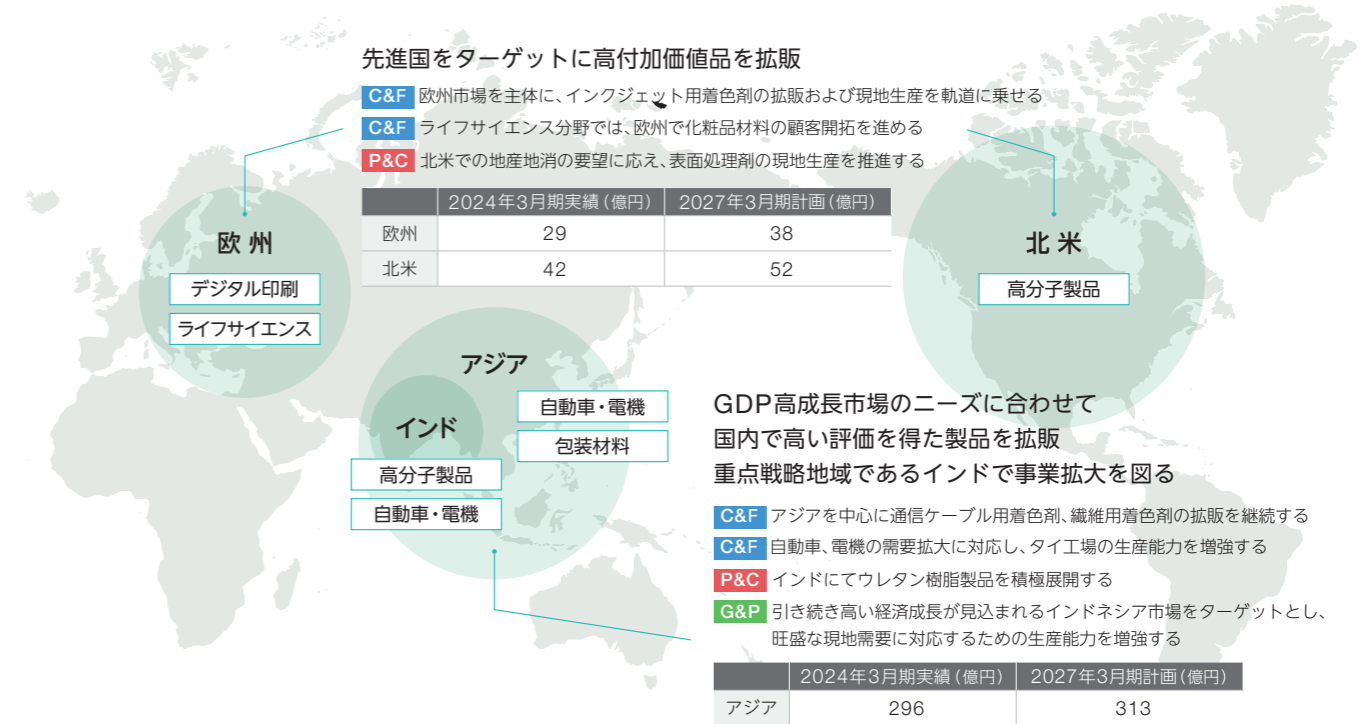 先進国をターゲットに高付加価値品を拡販
C&F 欧州市場を主体に、インクジェット用着色剤の拡販および現地生産を軌道に乗せる
C&F ライフサイエンス分野では、欧州で化粧品材料の顧客開拓を進める
P&C 北米での地産地消の要望に応え、表面処理剤の現地生産を推進する
2024年3月期実績(億円) 2027年3月期計画(億円)
欧州 29 38
北米 42 52
欧州
デジタル印刷
ライフサイエンス
北米
高分子製品
アジア
自動車・電機
包装材料
インド
高分子製品
自動車・電機
GDP高成長市場のニーズに合わせて
国内で高い評価を得た製品を拡販
重点戦略地域であるインドで事業拡大を図る
C&F アジアを中心に通信ケーブル用着色剤、繊維用着色剤の拡販を継続する
C&F 自動車、電機の需要拡大に対応し、タイ工場の生産能力を増強する
P&C インドにてウレタン樹脂製品を積極展開する
G&P 引き続き高い経済成長が見込まれるインドネシア市場をターゲットとし、
旺盛な現地需要に対応するための生産能力を増強する
2024年3月期実績(億円) 2027年3月期計画(億円)
アジア 296 313